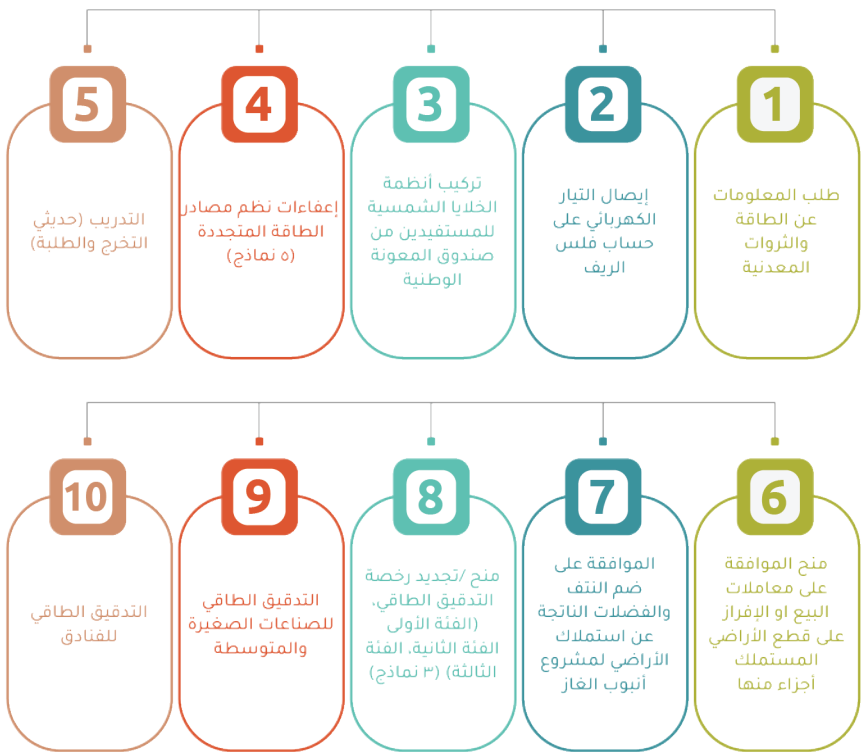 1
طلب المعلومات
عن الطاقة
والثروات
المعدنية
2
إيصال التيار
الكهربائي على
حساب فلس
الريف
3
تركيب أنظمة
الخلايا الشمسية
للمستفيدين من
صندوق المعونة
الوطنية
4
إعفاءات نظم مصادر
الطاقة المتجددة
(٥ نماذج)
5
التدريب (حديثي
التخرج والطلبة)
6
منح الموافقة
على معاملات
البيع او الإفراز
على قطع الأراضي
المستملك
أجزاء منها
7
الموافقة على
ضم النتف
والفضلات الناتجة
عن استملاك
الأراضي لمشروع
أنبوب الغاز
8
منح /تجديد رخصة
التدقيق الطاقي،
(الفئة الأولى
الفئة الثانية، الفئة
الثالثة) (٣ نماذج)
9
التدقيق الطاقي
للصناعات الصغيرة
والمتوسطة
10
التدقيق الطاقي
للفنادق